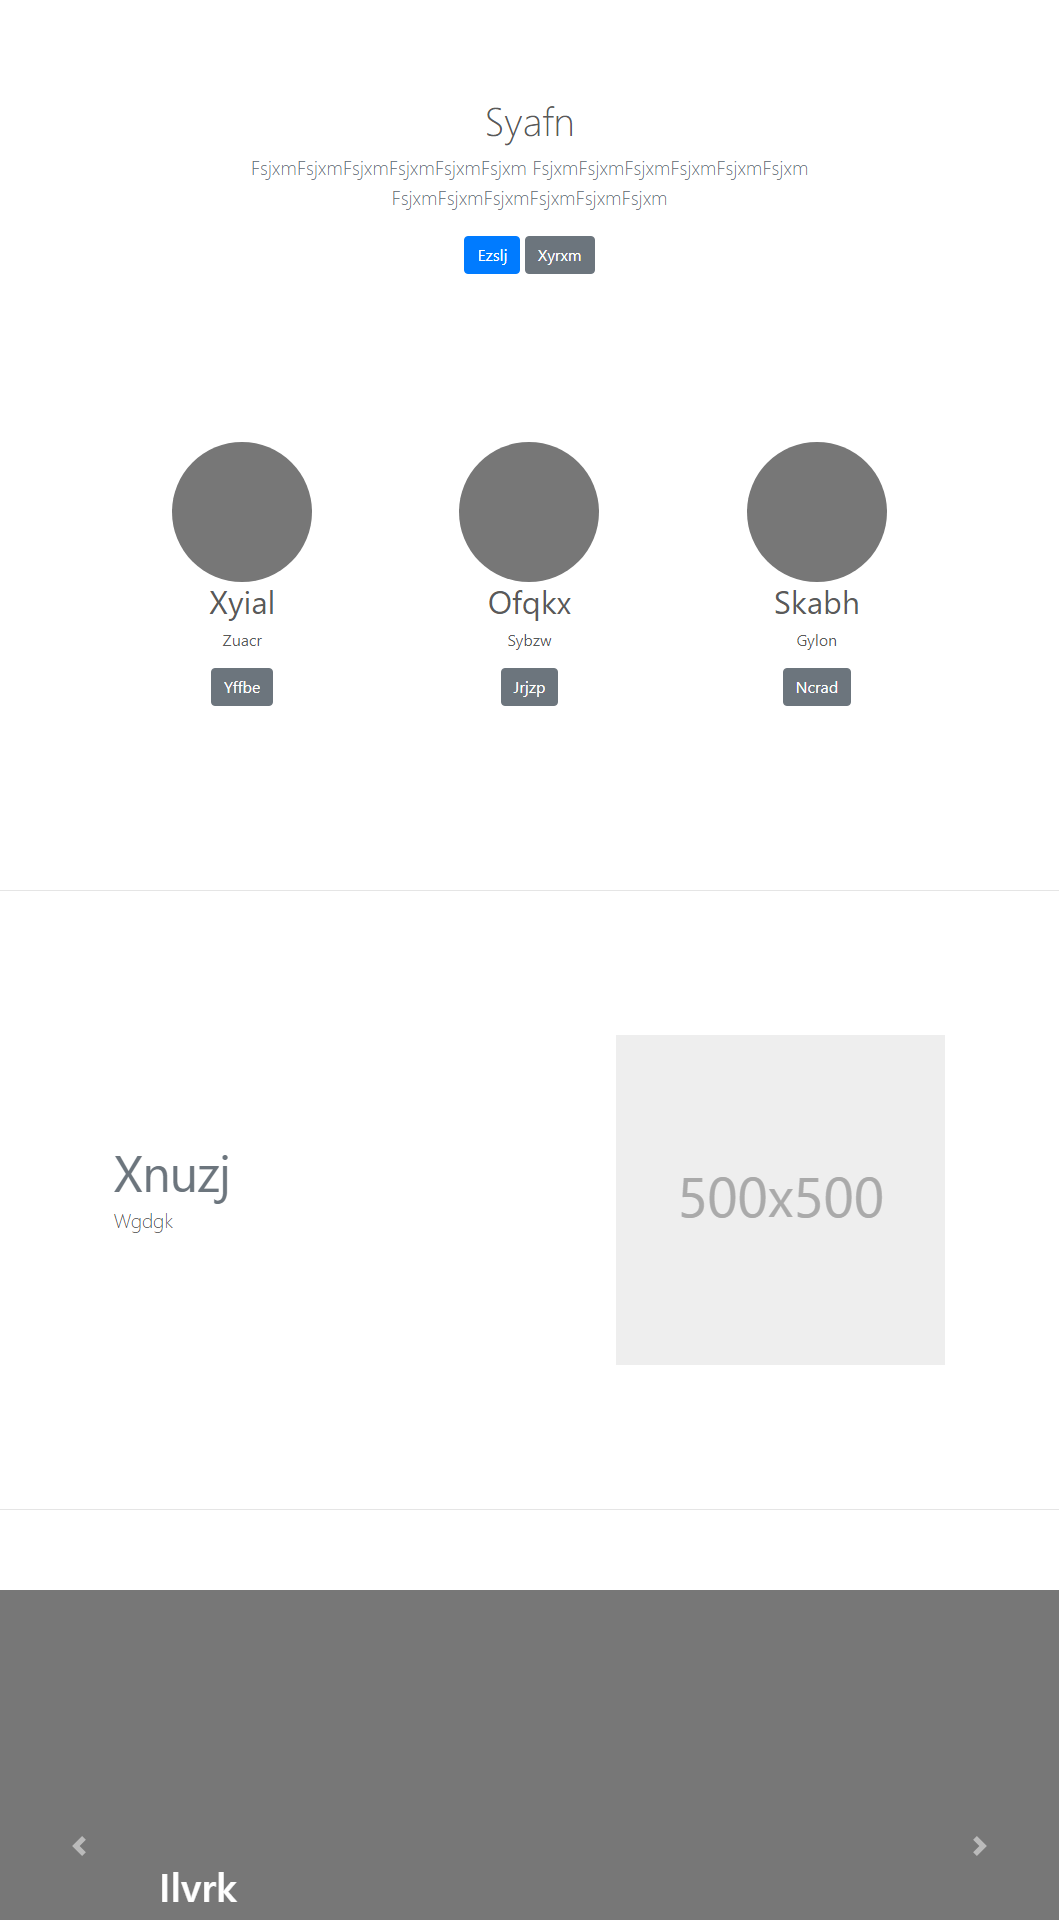 Syafn
FsjxmFsjxmFsjxmFsjxmFsjxmFsjxm FsjxmFsjxmFsjxmFsjxmFsjxmFsjxm
FsjxmFsjxmFsjxmFsjxmFsjxmFsjxm
Ezslj Xyrxm
Xyial Ofqkx Skabh
Zuacr Sybzw Gylon
Yffbe Jrjzp Ncrad
Xnuzj
Wgdgk
500x500
Ilvrk